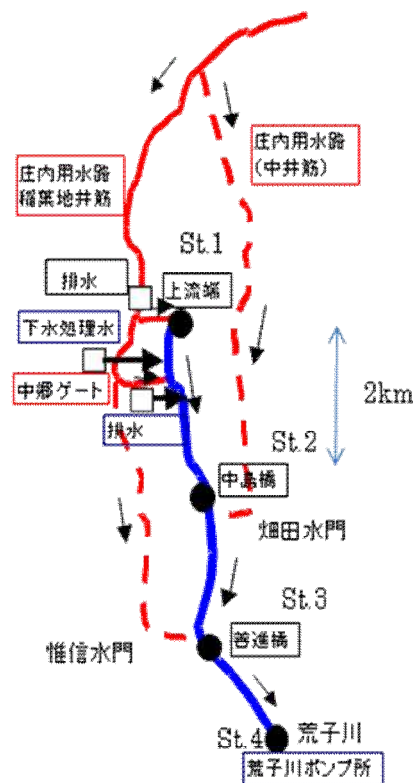 庄内用水路
稲葉地井筋
庄内用水路
(中井筋)
St.1
排水
上流端
下水処理水
中郷ゲート
2km
排水
St.2
中島橋
畑田水門
St.3
惟信水門
善進橋
St.4
荒子川
荒子川ポンプ所